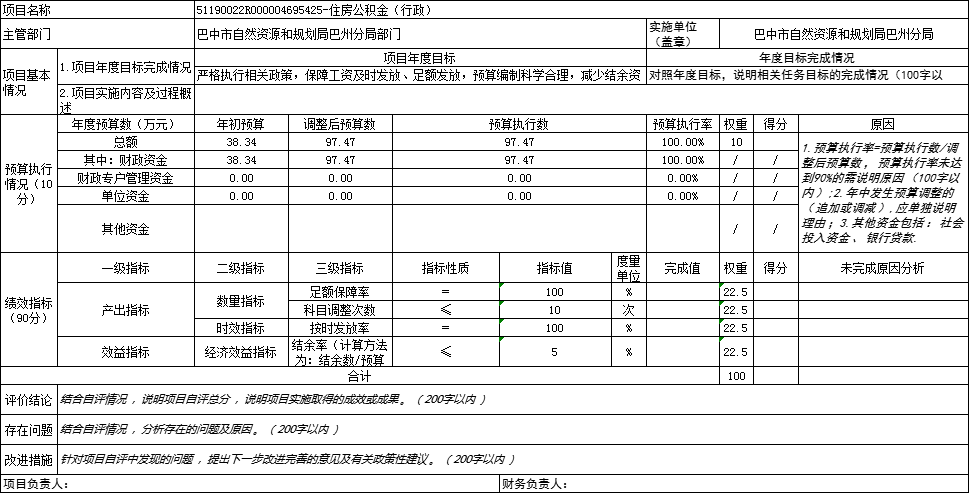 项目名称 51190022R000004695425-住房公积金（行政）
主管部门 巴中市自然资源和规划局巴州分局部门 实施单位（盖章） 巴中市自然资源和规划局巴州分局
项目基本情况 1.项目年度目标完成情况 项目年度目标 年度目标完成情况
严格执行相关政策，保障工资及时发放、足额发放，预算编制科学合理，减少结余资 对照年度目标，说明相关任务目标的完成情况（100字以
2.项目实施内容及过程概述
预算执行情况（10分） 年度预算数（万元） 年初预算 调整后预算数 预算执行数 预算执行率 权重 得分 原因
总额 38.34 97.47 97.47 100.00% 10
其中：财政资金 38.34 97.47 97.47 100.00% / /
财政专户管理资金 0.00 0.00 0.00 0.00% / /
单位资金 0.00 0.00 0.00 0.00% / /
其他资金 / /
1.预算执行率=预算执行数/调
整后预算数， 预算执行率未达
到90%的需说明原因（100字以
内）;2.年中发生预算调整的
（追加或调减）,应单独说明
理由；3.其他资金包括：社会
投入资金、银行贷款.
绩效指标（90分） 一级指标 二级指标 三级指标 指标性质 指标值 度量单位 完成值 权重 得分 未完成原因分析
产出指标 数量指标 足额保障率 ＝ 100 % 22.5
科目调整次数 ≤ 10 次 22.5
时效指标 按时发放率 ＝ 100 % 22.5
效益指标 经济效益指标 结余率（计算方法为：结余数/预算 ≤ 5 % 22.5
合计 100
评价结论 结合自评情况，说明项目自评总分，说明项目实施取得的成效或成果。（200字以内）
存在问题 结合自评情况，分析存在的问题及原因。（200字以内）
改进措施 针对项目自评中发现的问题，提出下一步改进完善的意见及有关政策性建议。（200字以内）
项目负责人： 财务负责人：